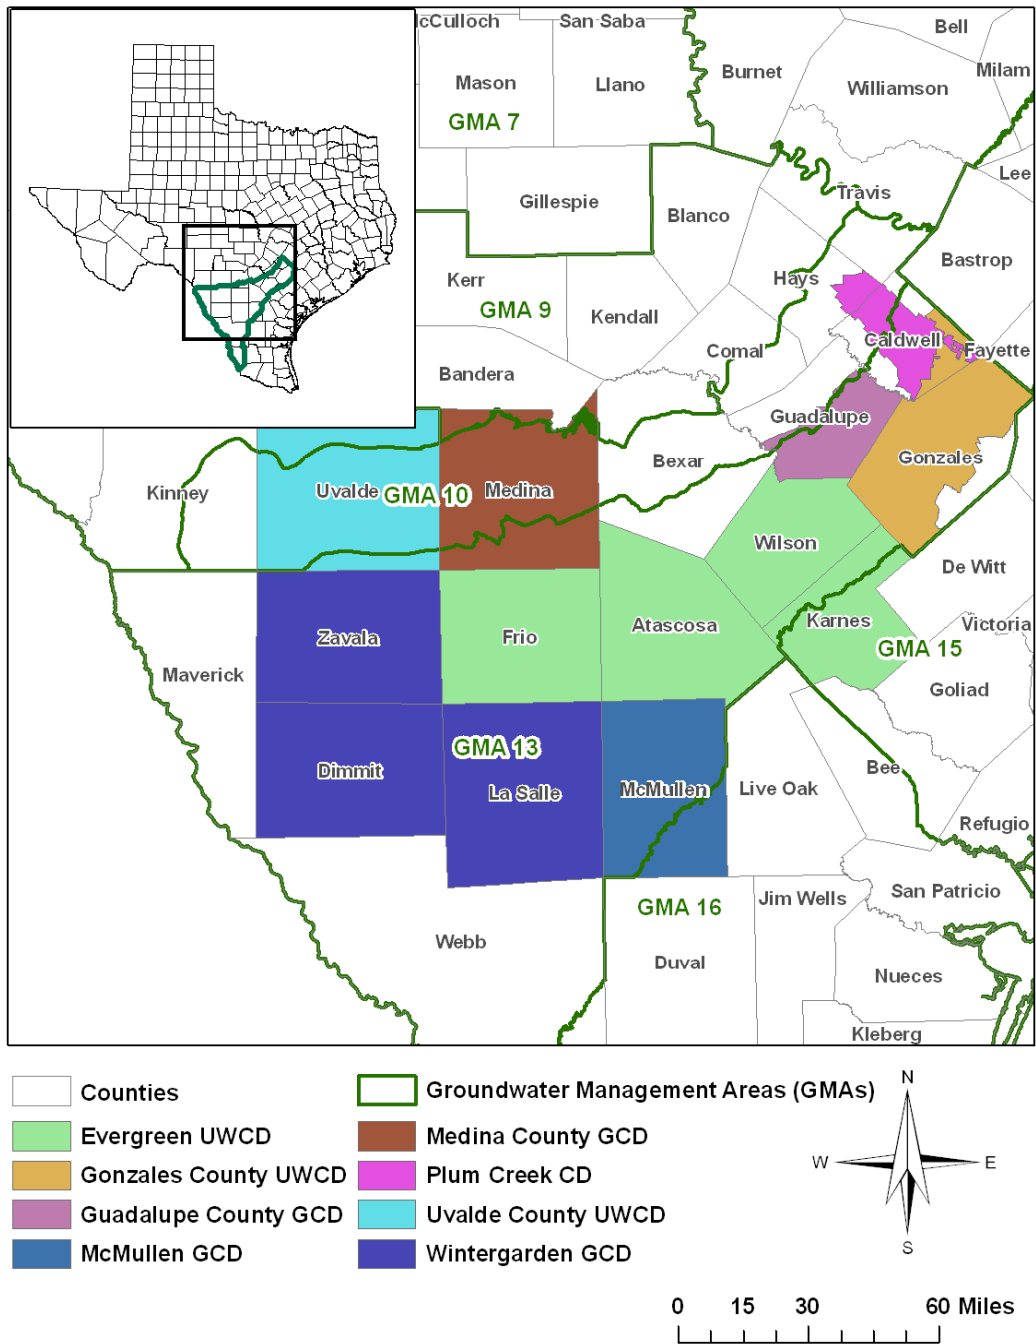 McCulloch
San Saba
Bell
Mason
Llano
Burnet
Milam
Williamson
GMA 7
Lee
Gillespie
Travis
Blanco
Bastrop
Kerr
Hays
GMA 9
Kendall
Caldwell
Fayette
Comal
Bandera
Guadalupe
Gonzales
Bexar
Kinney
Uvalde
GMA 10
Medina
Wilson
De Witt
Karnes
Victoria
Atascosa
Frio
Zavala
GMA 15
Maverick
Goliad
GMA 13
Dimmit
Bee
La Salle
McMullen
Live Oak
Refugio
San Patricio
Jim Wells
GMA 16
Webb
Duval
Nueces
Kleberg
Counties
Groundwater Management Areas (GMAs)
Evergreen UWCD
Medina County GCD
Gonzales County UWCD
Plum Creek CD
Guadalupe County GCD
Uvalde County UWCD
McMullen GCD
Wintergarden GCD
N
W
E
S
0 15 30 60 Miles